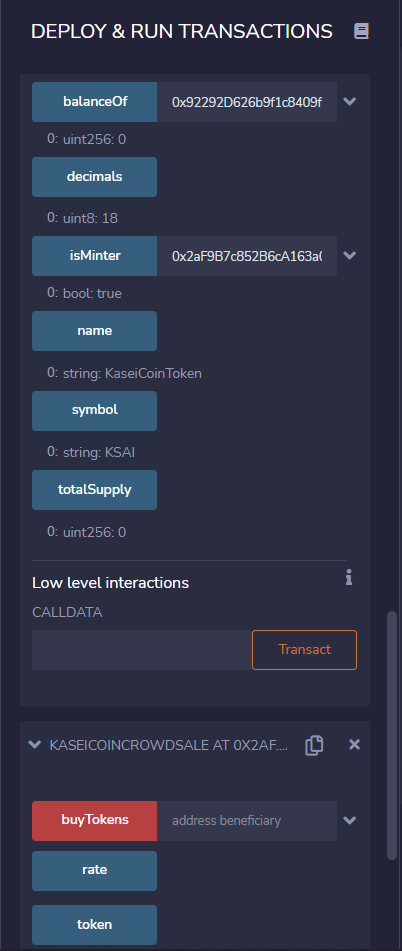 DEPLOY & RUN TRANSACTIONS
balanceOf 0x92292D626b9f1c8409f
0: uint256: 0
decimals
0: uint8: 18
isMinter 0x2aF9B7c852B6cA163a0
0: bool: true
name
0: string: KaseiCoinToken
symbol
0: string: KSAI
totalSupply
0: uint256: 0
Low level interactions
CALLDATA
Transact
KASEICOINCROWDSALE AT 0X2AF....
buyTokens address beneficiary
rate
token